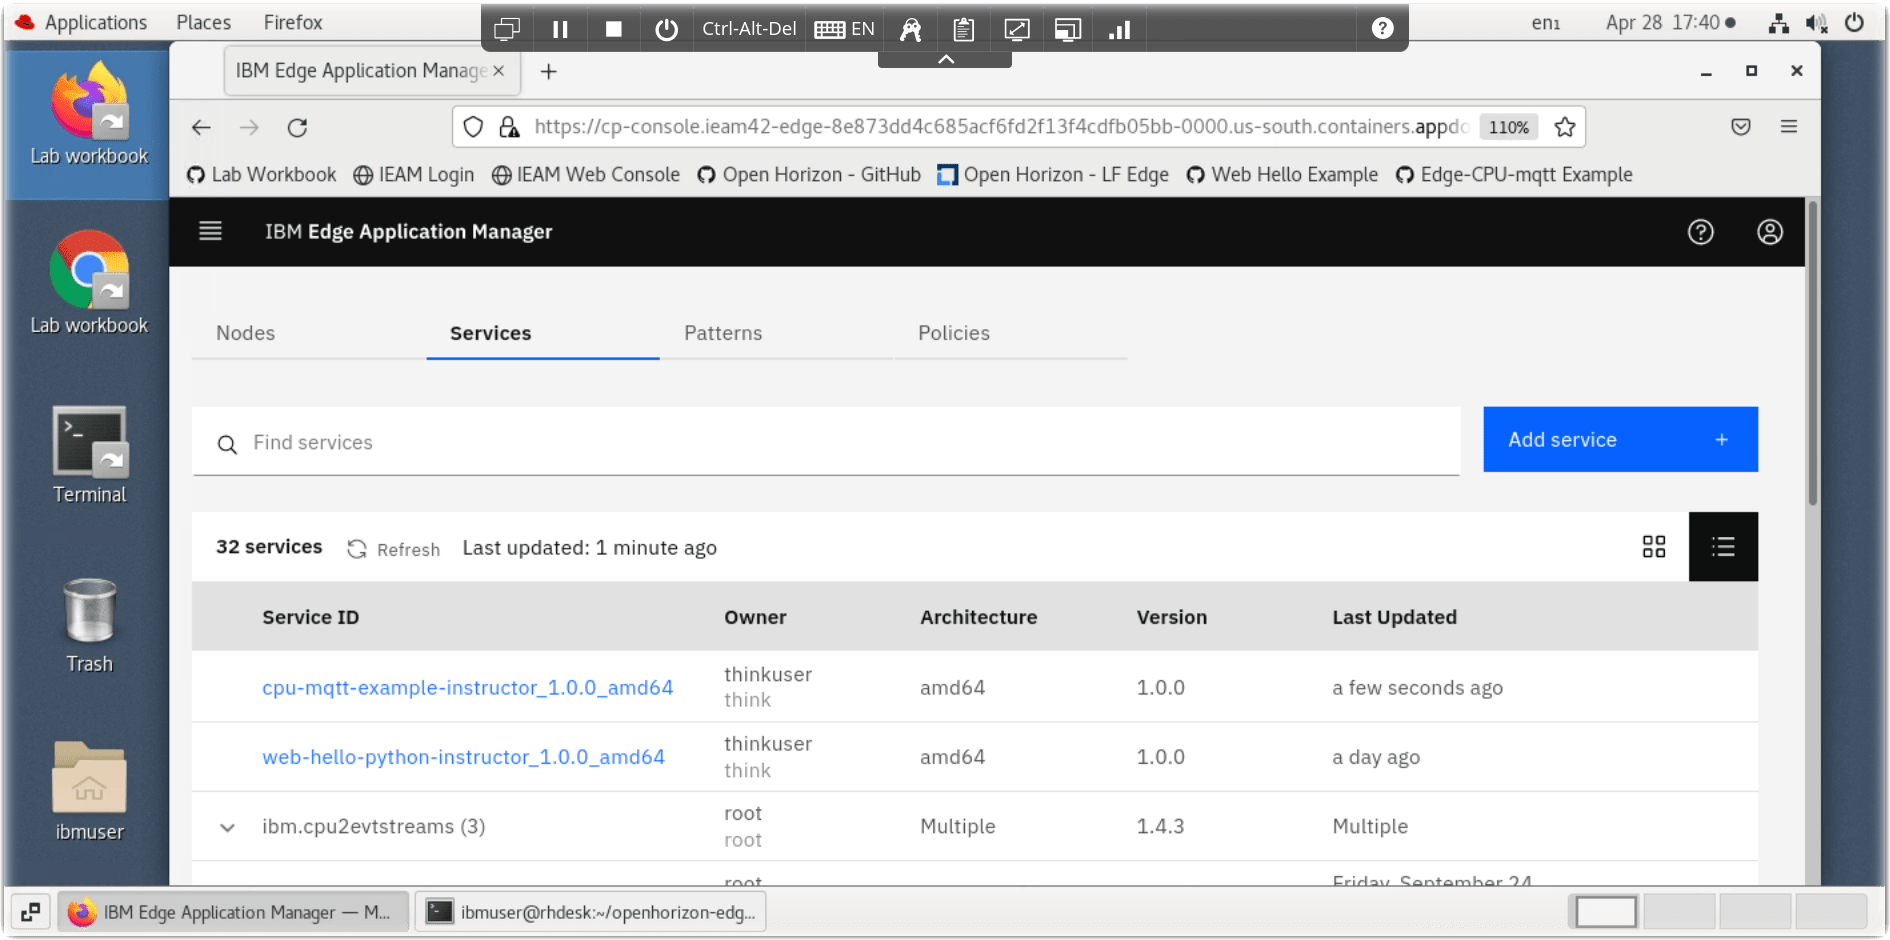 Applications Places Firefox
Ctrl-Alt-Del EN
en₁ Apr 28 17:40
IBM Edge Application Manage
https://cp-console.ieam42-edge-8e873dd4c685acf6fd2f13f4cdfb05bb-0000.us-south.containers.appdo 110%
Lab Workbook IEAM Login IEAM Web Console Open Horizon - GitHub Open Horizon - LF Edge Web Hello Example Edge-CPU-mqtt Example
Lab workbook
Lab workbook
Terminal
Trash
ibmuser
IBM Edge Application Manager
Nodes Services Patterns Policies
Find services
Add service +
32 services Refresh Last updated: 1 minute ago
Service ID Owner Architecture Version Last Updated
cpu-mqtt-example-instructor_1.0.0_amd64 thinkuser think amd64 1.0.0 a few seconds ago
web-hello-python-instructor_1.0.0_amd64 thinkuser think amd64 1.0.0 a day ago
ibm.cpu2evtstreams (3) root root Multiple 1.4.3 Multiple
root Friday, September 24
IBM Edge Application Manager — M...
ibmuser@rhdesk:~/openhorizon-edg...